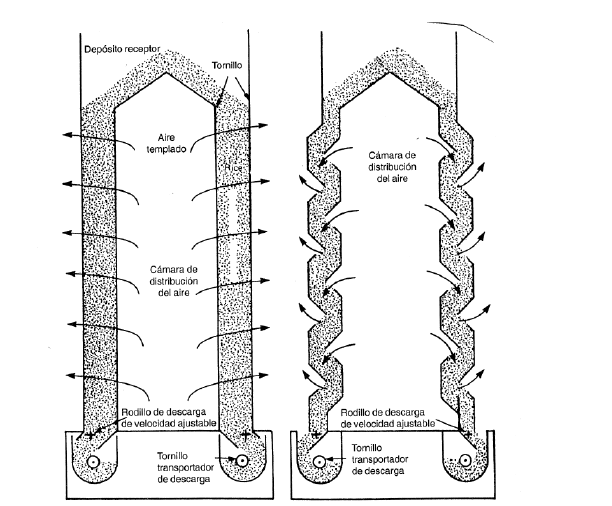 Depósito receptor
Tornillo
Aire
templado
Rice
Cámara de
distribución
del aire
Rodillo de descarga
de velocidad ajustable
Tornillo
transportador
de descarga
Cámara de
distribución
del aire
Rodillo de descarga
de velocidad ajustable
Tornillo
transportador
de descarga